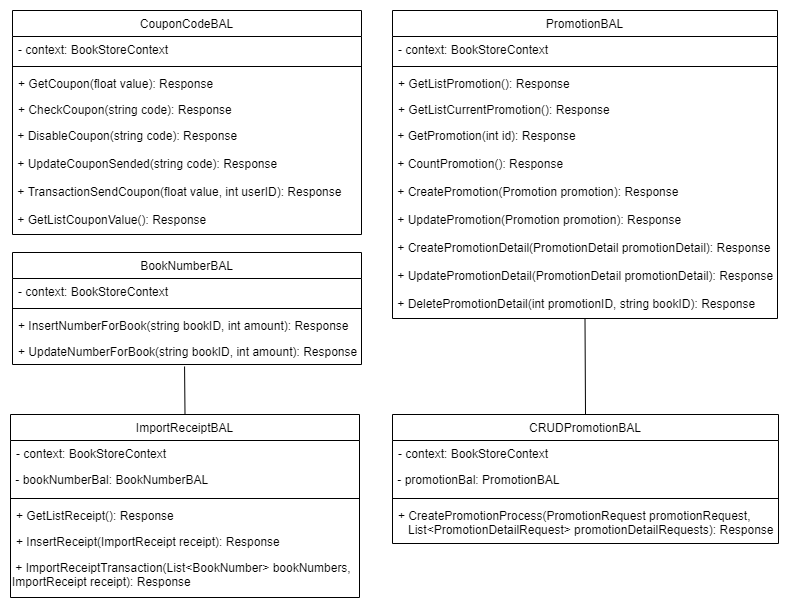 CouponCodeBAL
- context: BookStoreContext
+ GetCoupon(float value): Response
+ CheckCoupon(string code): Response
+ DisableCoupon(string code): Response
+ UpdateCouponSended(string code): Response
+ TransactionSendCoupon(float value, int userID): Response
+ GetListCouponValue(): Response
BookNumberBAL
- context: BookStoreContext
+ InsertNumberForBook(string bookID, int amount): Response
+ UpdateNumberForBook(string bookID, int amount): Response
ImportReceiptBAL
- context: BookStoreContext
- bookNumberBal: BookNumberBAL
+ GetListReceipt(): Response
+ InsertReceipt(ImportReceipt receipt): Response
+ ImportReceiptTransaction(List<BookNumber> bookNumbers,
ImportReceipt receipt): Response
PromotionBAL
- context: BookStoreContext
+ GetListPromotion(): Response
+ GetListCurrentPromotion(): Response
+ GetPromotion(int id): Response
+ CountPromotion(): Response
+ CreatePromotion(Promotion promotion): Response
+ UpdatePromotion(Promotion promotion): Response
+ CreatePromotionDetail(PromotionDetail promotionDetail): Response
+ UpdatePromotionDetail(PromotionDetail promotionDetail): Response
+ DeletePromotionDetail(int promotionID, string bookID): Response
CRUDPromotionBAL
- context: BookStoreContext
- promotionBal: PromotionBAL
+ CreatePromotionProcess(PromotionRequest promotionRequest,
List<PromotionDetailRequest> promotionDetailRequests): Response